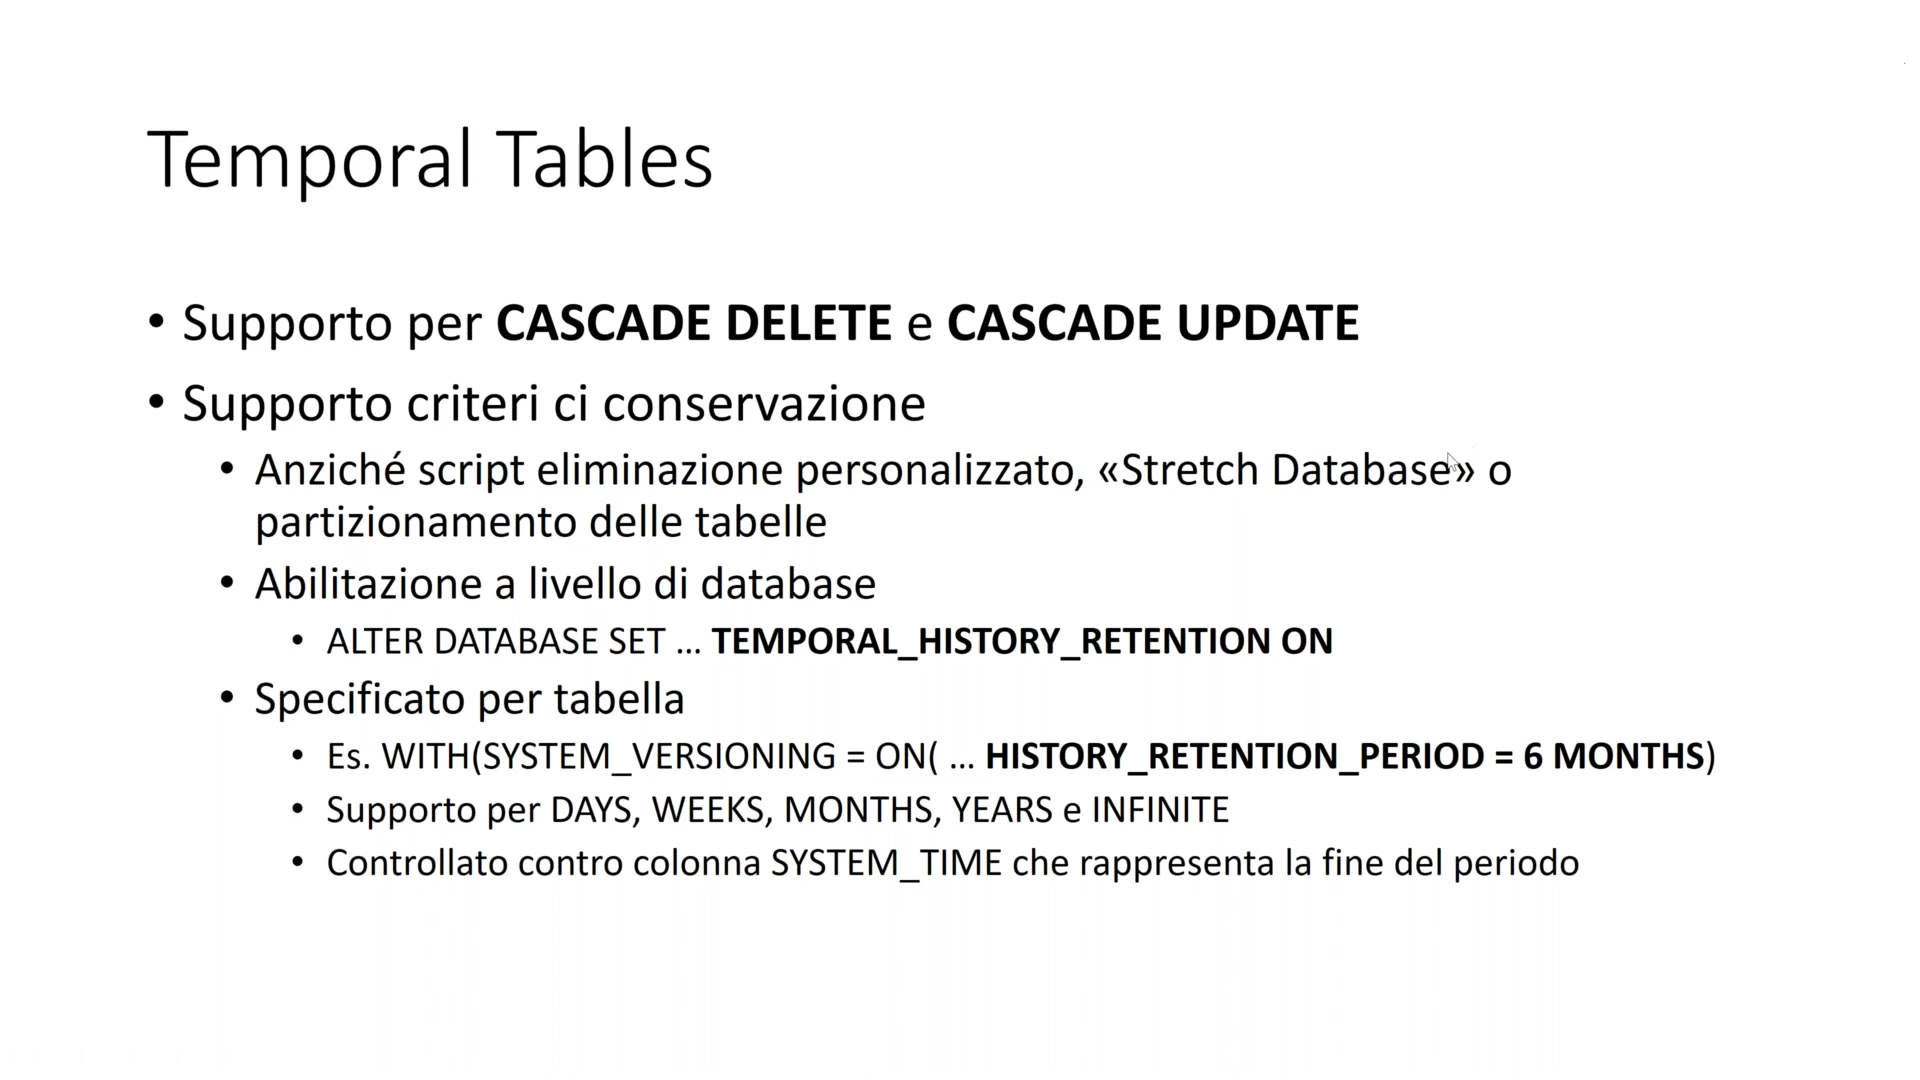 Temporal Tables
• Supporto per CASCADE DELETE e CASCADE UPDATE
• Supporto criteri ci conservazione
• Anziché script eliminazione personalizzato, «Stretch Database» o
partizionamento delle tabelle
• Abilitazione a livello di database
• ALTER DATABASE SET … TEMPORAL_HISTORY_RETENTION ON
• Specificato per tabella
• Es. WITH(SYSTEM_VERSIONING = ON( … HISTORY_RETENTION_PERIOD = 6 MONTHS)
• Supporto per DAYS, WEEKS, MONTHS, YEARS e INFINITE
• Controllato contro colonna SYSTEM_TIME che rappresenta la fine del periodo